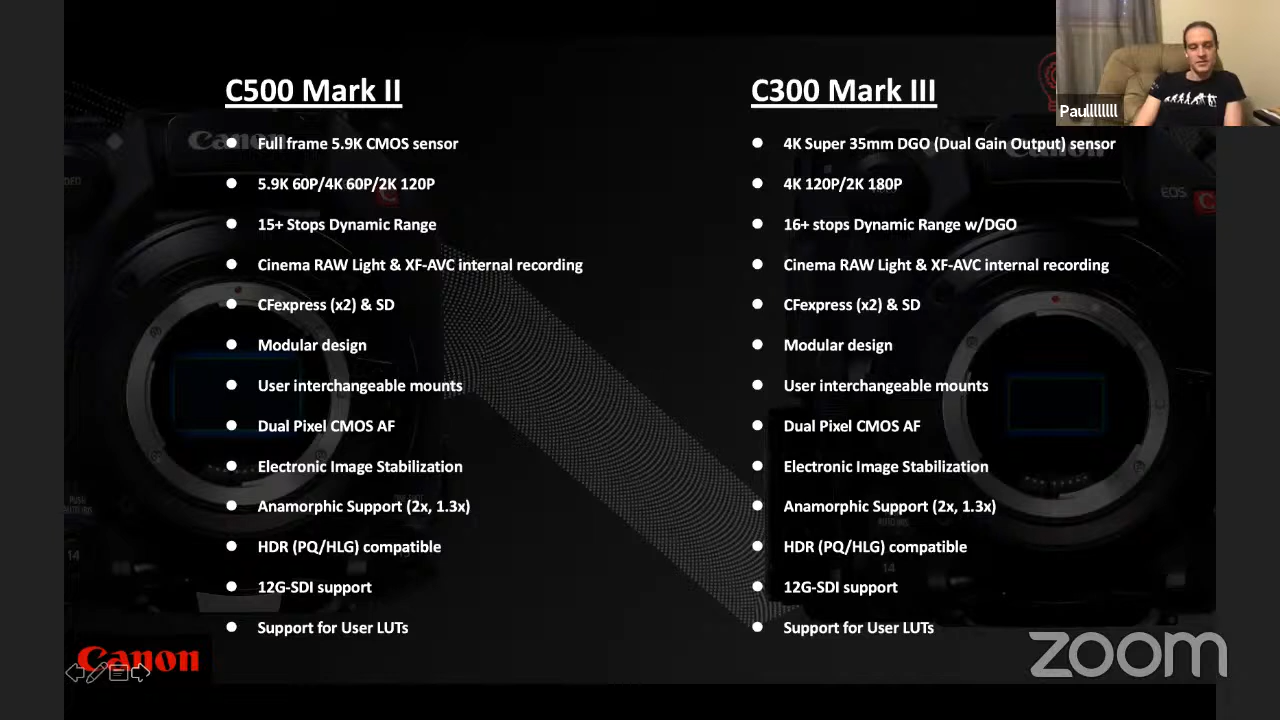 C500 Mark II
Full frame 5.9K CMOS sensor
5.9K 60P/4K 60P/2K 120P
15+ Stops Dynamic Range
Cinema RAW Light & XF-AVC internal recording
CFexpress (x2) & SD
Modular design
User interchangeable mounts
Dual Pixel CMOS AF
Electronic Image Stabilization
Anamorphic Support (2x, 1.3x)
HDR (PQ/HLG) compatible
12G-SDI support
Support for User LUTs
C300 Mark III
4K Super 35mm DGO (Dual Gain Output) sensor
4K 120P/2K 180P
16+ stops Dynamic Range w/DGO
Cinema RAW Light & XF-AVC internal recording
CFexpress (x2) & SD
Modular design
User interchangeable mounts
Dual Pixel CMOS AF
Electronic Image Stabilization
Anamorphic Support (2x, 1.3x)
HDR (PQ/HLG) compatible
12G-SDI support
Support for User LUTs
Paulllllllll
Canon
Canon
EOS C
14
14
Canon
zoom